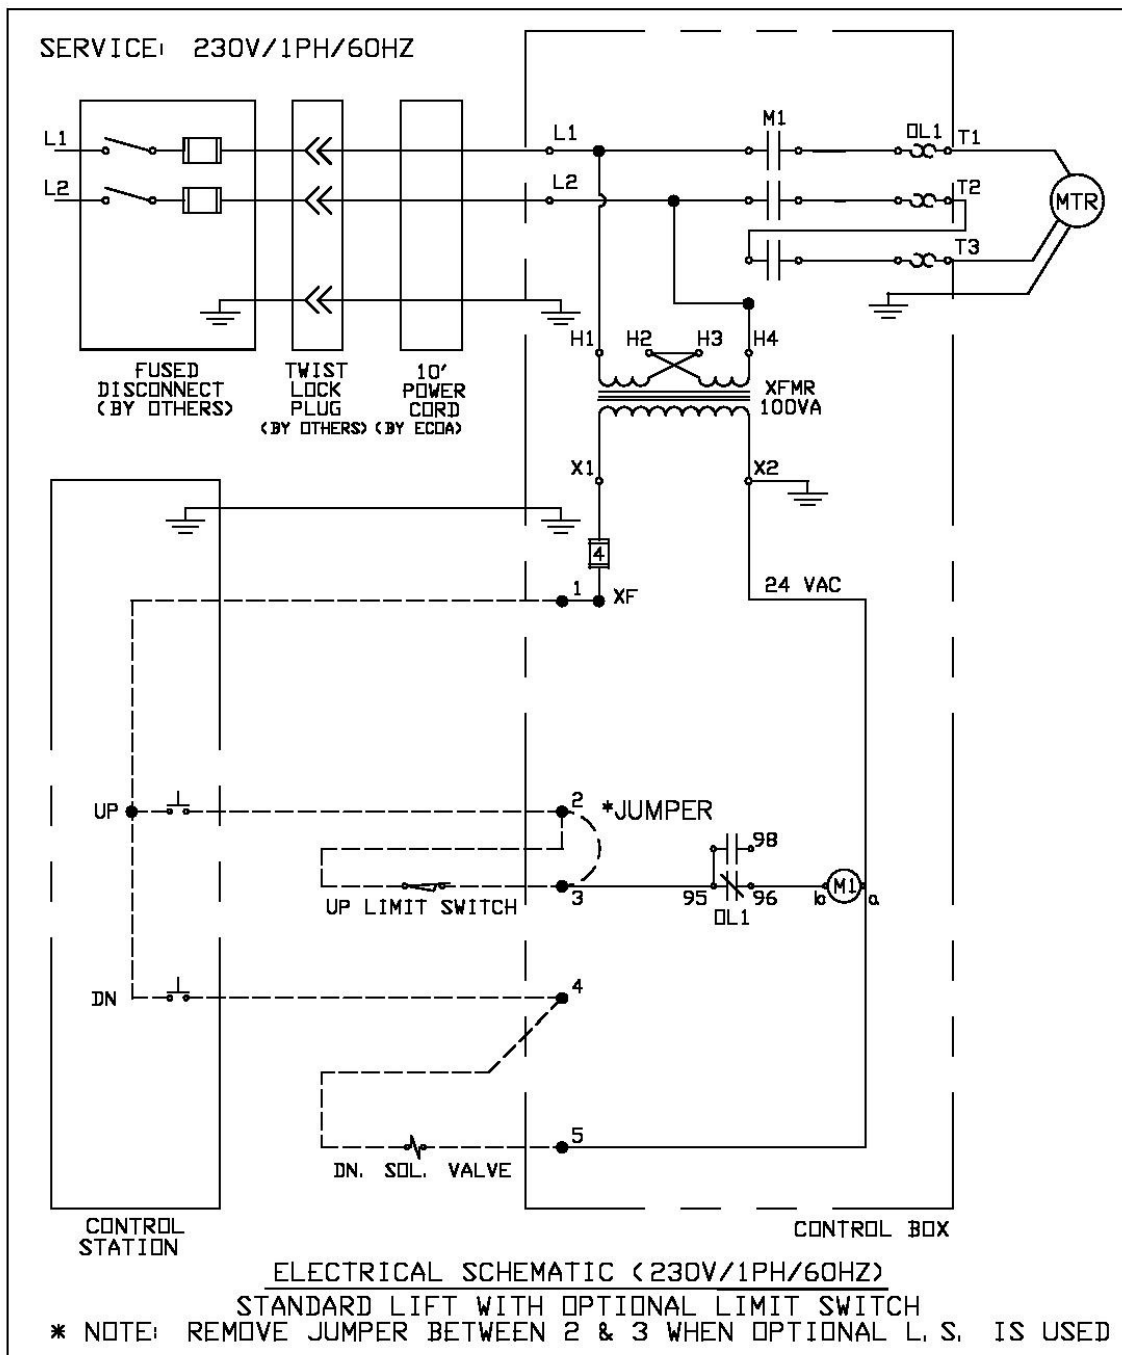 SERVICE: 230V/1PH/60HZ
M1
L1
L1
OL1
T1
L2
L2
T2
MTR
T3
H1
H2
H3
H4
FUSED
DISCONNECT
(BY OTHERS)
TWIST
LOCK
PLUG
(BY OTHERS)
10'
POWER
CORD
(BY ECOA)
XFMR
100VA
X1
X2
4
1
XF
24 VAC
UP
2
*JUMPER
98
UP LIMIT SWITCH
3
95
96
OL1
b
M1
a
DN
4
5
DN. SOL. VALVE
CONTROL
STATION
CONTROL BOX
ELECTRICAL SCHEMATIC (230V/1PH/60HZ)
STANDARD LIFT WITH OPTIONAL LIMIT SWITCH
* NOTE: REMOVE JUMPER BETWEEN 2 & 3 WHEN OPTIONAL L.S. IS USED